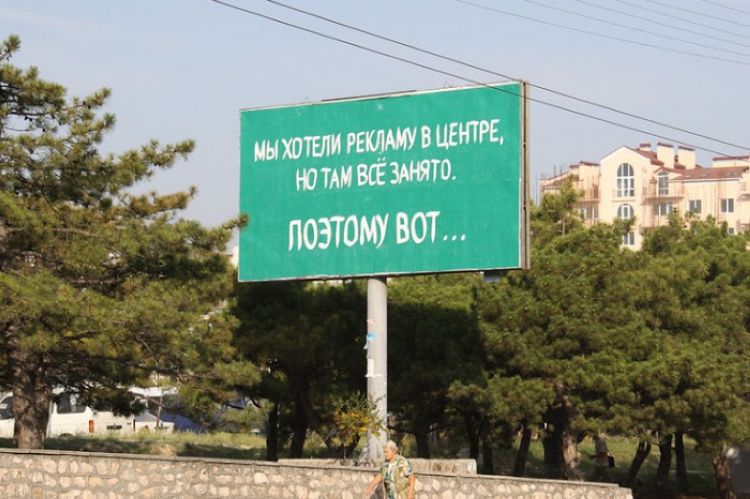 МЫ ХОТЕЛИ РЕКЛАМУ В ЦЕНТРЕ,
НО ТАМ ВСЁ ЗАНЯТО.
ПОЭТОМУ ВОТ...